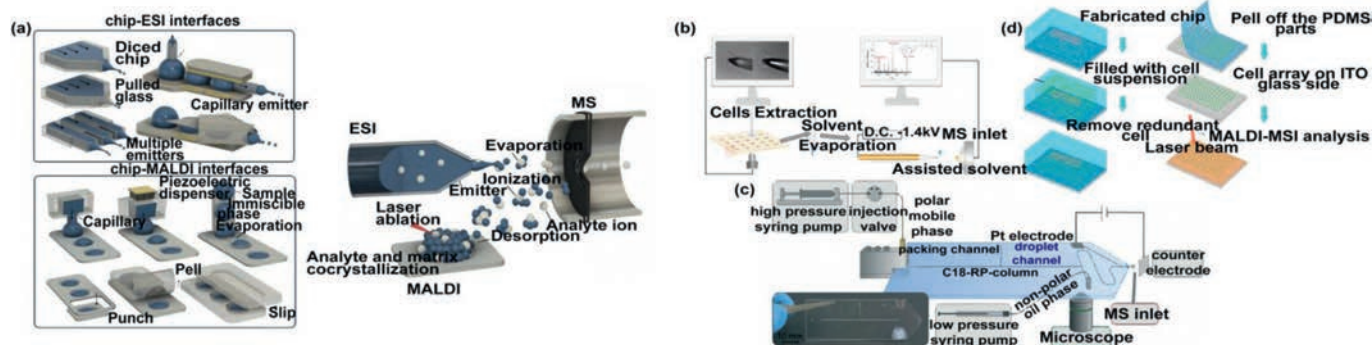 (a)
chip-ESI interfaces
Diced
chip
Pulled
glass
Capillary emitter
Multiple
emitters
chip-MALDI interfaces
Piezoelectric
dispenser
Sample
immiscible
phase
Capillary
Evaporation
Pell
Punch
Slip
ESI
MS
Evaporation
Ionization
Emitter
Laser
ablation
Analyte ion
Desorption
Analyte and matrix
cocrystallization
MALDI
(b)
Cells Extraction
Solvent
Evaporation
D.C. -1.4kV
MS inlet
Assisted solvent
(c)
high pressure
syring pump
injection
valve
polar
mobile
phase
Pt electrode
packing channel
droplet
channel
C18-RP-column
counter
electrode
non-polar
oil phase
MS inlet
low pressure
syring pump
Microscope
(d)
Fabricated chip
Pell off the PDMS
parts
Filled with cell
suspension
Cell array on ITO
glass side
Remove redundant
cell
MALDI-MSI analysis
Laser beam